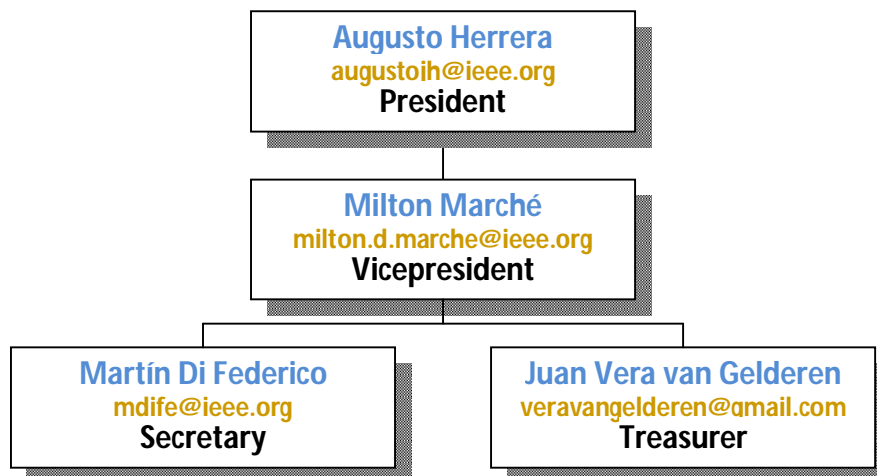 Augusto Herrera
augustojh@ieee.org
President
Milton Marché
milton.d.marche@ieee.org
Vicepresident
Martín Di Federico
mdife@ieee.org
Secretary
Juan Vera van Gelderen
veravangelderen@gmail.com
Treasurer